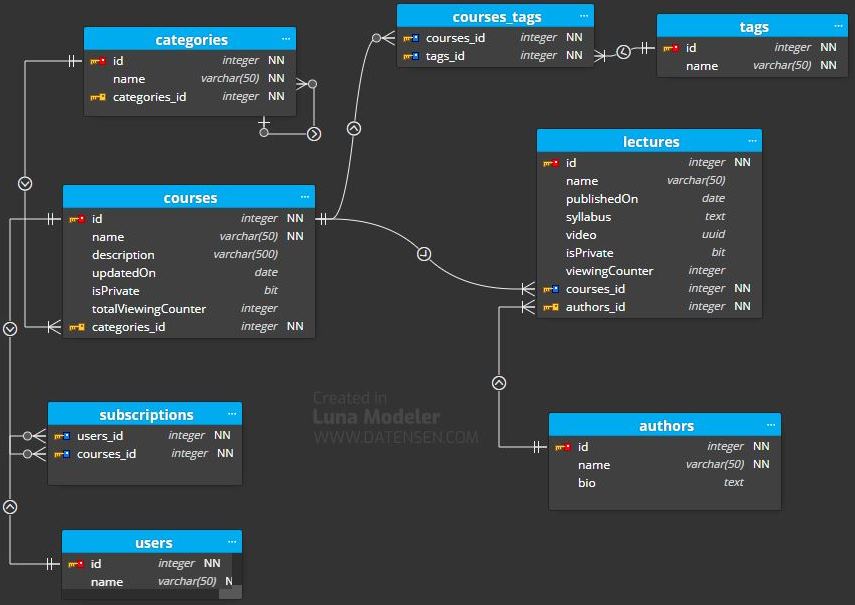 categories ...
id integer NN
name varchar(50) NN
categories_id integer NN
courses_tags ...
courses_id integer NN
tags_id integer NN
tags ...
id integer NN
name varchar(50) NN
lectures ...
id integer NN
name varchar(50)
publishedOn date
syllabus text
video uuid
isPrivate bit
viewingCounter integer
courses_id integer NN
authors_id integer NN
courses ...
id integer NN
name varchar(50) NN
description varchar(500)
updatedOn date
isPrivate bit
totalViewingCounter integer
categories_id integer NN
Created in
Luna Modeler
WWW.DATENSEN.COM
subscriptions ...
users_id integer NN
courses_id integer NN
authors ...
id integer NN
name varchar(50) NN
bio text
users ...
id integer NN
name varchar(50) N